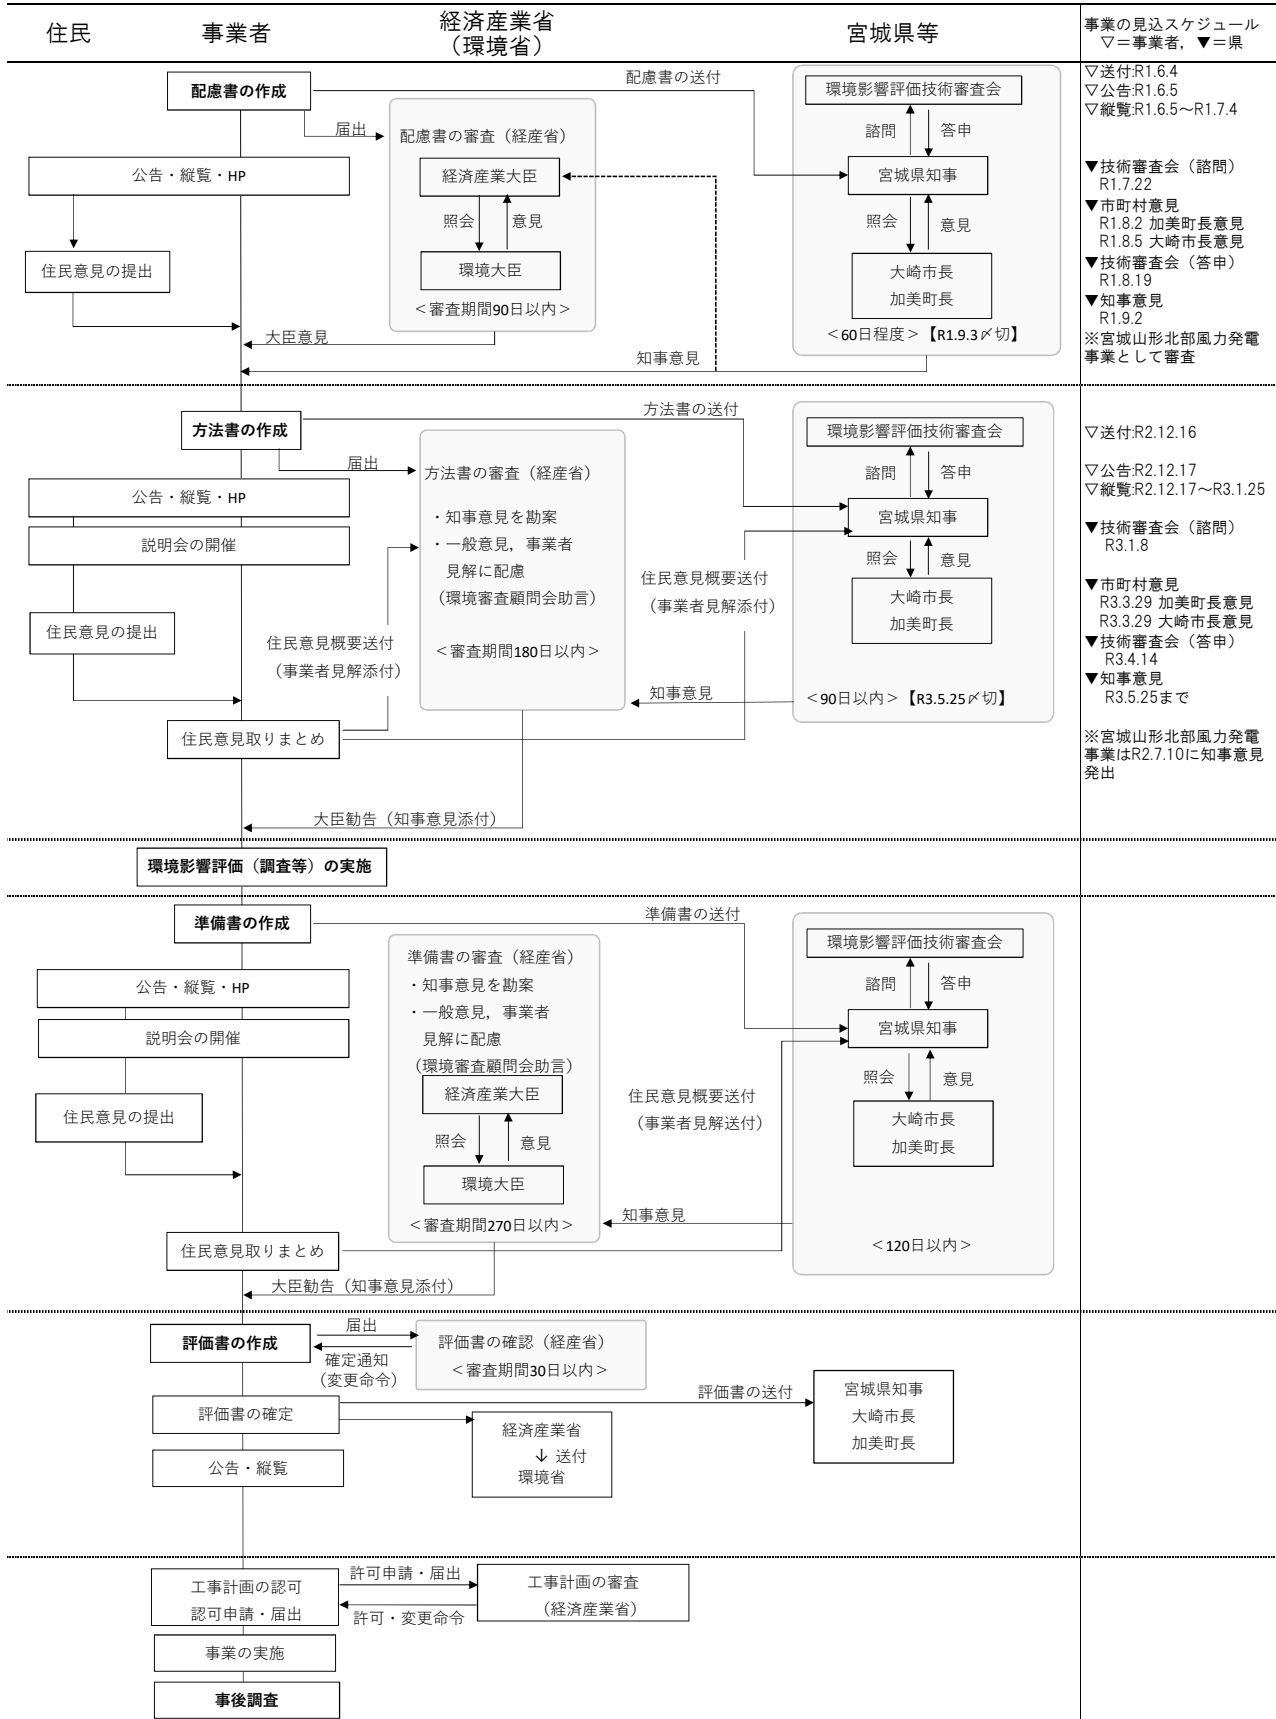 住民
事業者
経済産業省
（環境省）
宮城県等
事業の見込スケジュール
▽＝事業者，▼＝県
配慮書の作成
配慮書の送付
届出
配慮書の審査（経産省）
経済産業大臣
照会
意見
環境大臣
＜審査期間90日以内＞
公告・縦覧・HP
住民意見の提出
大臣意見
知事意見
環境影響評価技術審査会
諮問
答申
宮城県知事
照会
意見
大崎市長
加美町長
＜60日程度＞【R1.9.3〆切】
▽送付:R1.6.4
▽公告:R1.6.5
▽縦覧:R1.6.5～R1.7.4
▼技術審査会（諮問）
R1.7.22
▼市町村意見
R1.8.2 加美町長意見
R1.8.5 大崎市長意見
▼技術審査会（答申）
R1.8.19
▼知事意見
R1.9.2
※宮城山形北部風力発電
事業として審査
方法書の作成
方法書の送付
届出
方法書の審査（経産省）
・知事意見を勘案
・一般意見，事業者
見解に配慮
（環境審査顧問会助言）
＜審査期間180日以内＞
公告・縦覧・HP
説明会の開催
住民意見の提出
住民意見概要送付
（事業者見解添付）
住民意見取りまとめ
住民意見概要送付
（事業者見解添付）
知事意見
大臣勧告（知事意見添付）
環境影響評価技術審査会
諮問
答申
宮城県知事
照会
意見
大崎市長
加美町長
＜90日以内＞【R3.5.25〆切】
▽送付:R2.12.16
▽公告:R2.12.17
▽縦覧:R2.12.17～R3.1.25
▼技術審査会（諮問）
R3.1.8
▼市町村意見
R3.3.29 加美町長意見
R3.3.29 大崎市長意見
▼技術審査会（答申）
R3.4.14
▼知事意見
R3.5.25まで
※宮城山形北部風力発電
事業はR2.7.10に知事意見
発出
環境影響評価（調査等）の実施
準備書の作成
準備書の送付
準備書の審査（経産省）
・知事意見を勘案
・一般意見，事業者
見解に配慮
（環境審査顧問会助言）
経済産業大臣
照会
意見
環境大臣
＜審査期間270日以内＞
公告・縦覧・HP
説明会の開催
住民意見の提出
住民意見取りまとめ
住民意見概要送付
（事業者見解送付）
知事意見
大臣勧告（知事意見添付）
環境影響評価技術審査会
諮問
答申
宮城県知事
照会
意見
大崎市長
加美町長
＜120日以内＞
評価書の作成
届出
確定通知
（変更命令）
評価書の確認（経産省）
＜審査期間30日以内＞
評価書の確定
評価書の送付
宮城県知事
大崎市長
加美町長
経済産業省
↓ 送付
環境省
公告・縦覧
工事計画の認可
認可申請・届出
許可申請・届出
許可・変更命令
工事計画の審査
（経済産業省）
事業の実施
事後調査